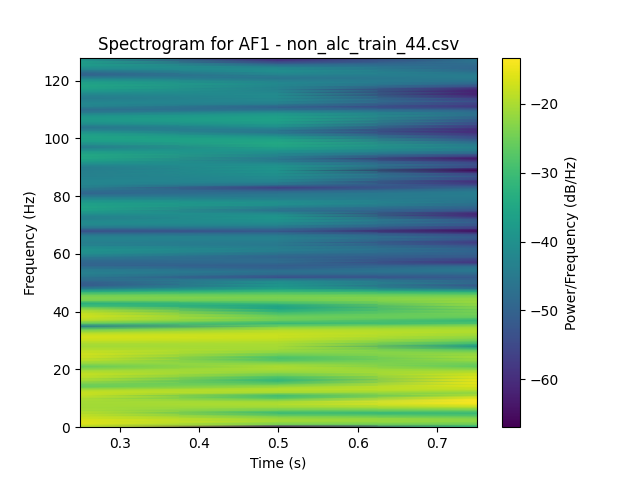 Spectrogram for AF1 - non_alc_train_44.csv
120
100
80
60
40
20
0
Frequency (Hz)
0.3 0.4 0.5 0.6 0.7
Time (s)
−20
−30
−40
−50
−60
Power/Frequency (dB/Hz)